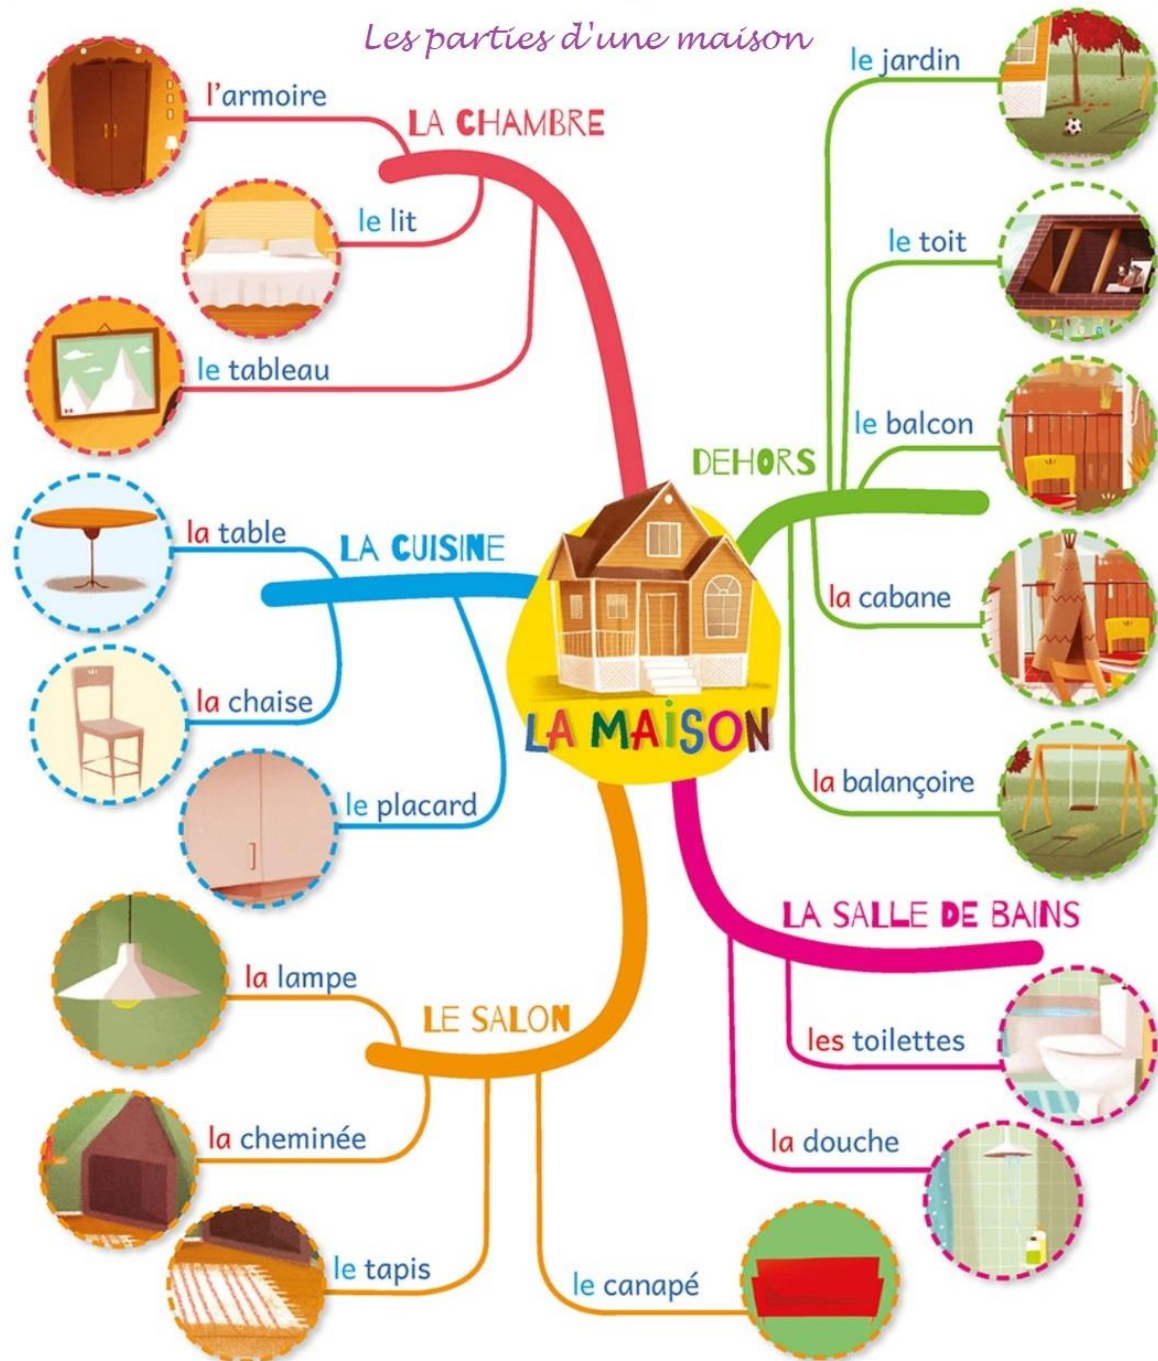 Les parties d'une maison
LA CHAMBRE
l'armoire
le lit
le tableau
LA CUISINE
la table
la chaise
le placard
LE SALON
la lampe
la cheminée
le tapis
le canapé
LA MAiSON
DEHORS
le jardin
le toit
le balcon
la cabane
la balançoire
LA SALLE DE BAINS
les toilettes
la douche